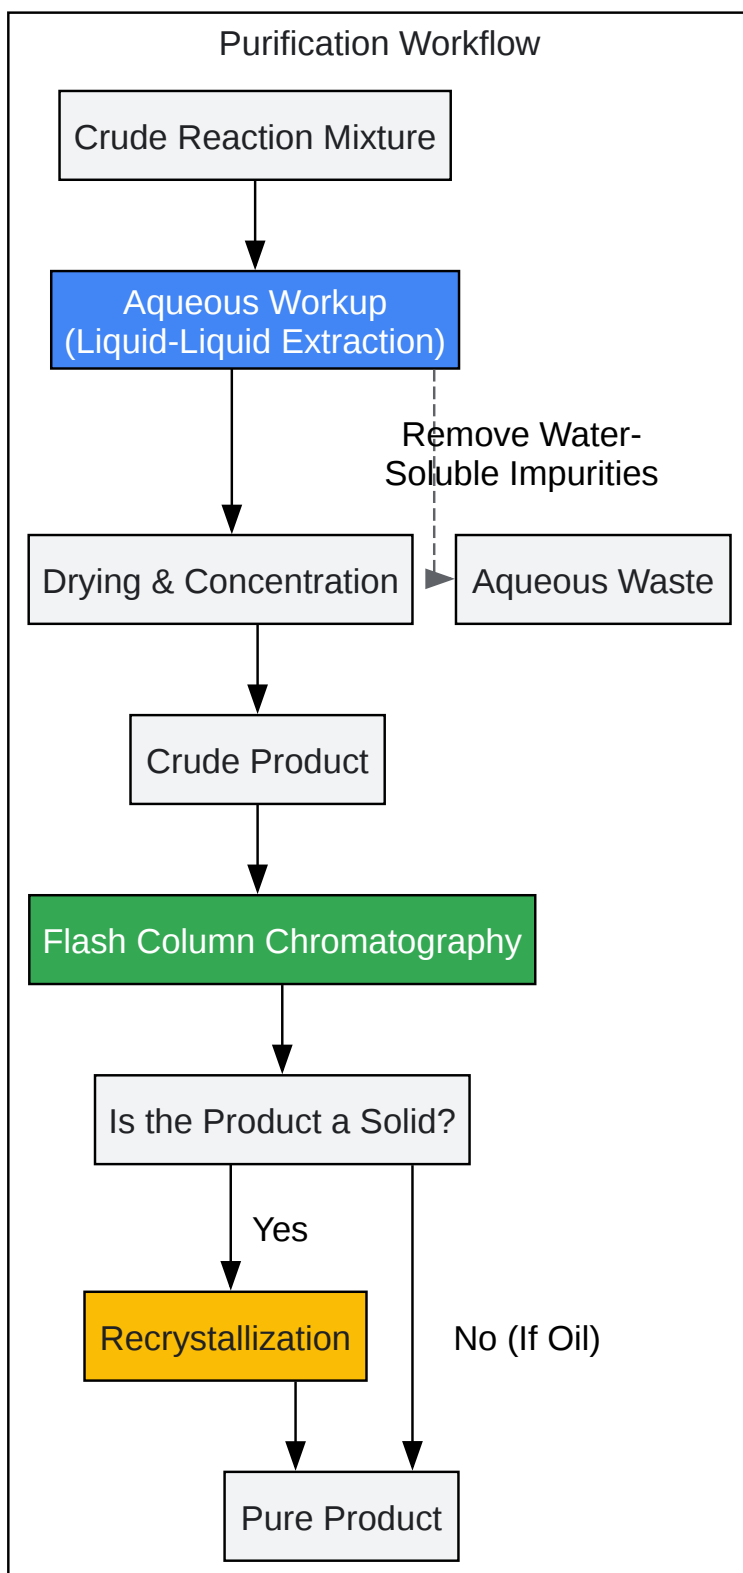 Purification Workflow
Crude Reaction Mixture
Aqueous Workup
(Liquid-Liquid Extraction)
Remove Water-
Soluble Impurities
Drying & Concentration
Aqueous Waste
Crude Product
Flash Column Chromatography
Is the Product a Solid?
Yes
Recrystallization
No (If Oil)
Pure Product